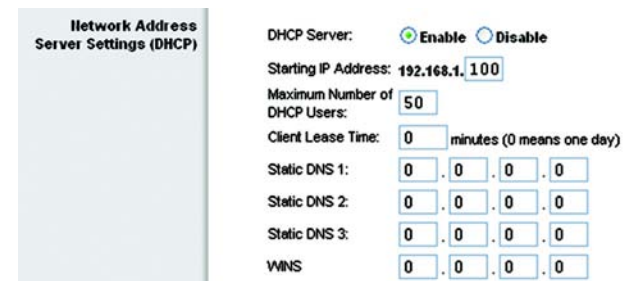 Network Address
Server Settings (DHCP)
DHCP Server: Enable Disable
Starting IP Address: 192.168.1. 100
Maximum Number of
DHCP Users: 50
Client Lease Time: 0 minutes (0 means one day)
Static DNS 1: 0 . 0 . 0 . 0
Static DNS 2: 0 . 0 . 0 . 0
Static DNS 3: 0 . 0 . 0 . 0
WINS 0 . 0 . 0 . 0